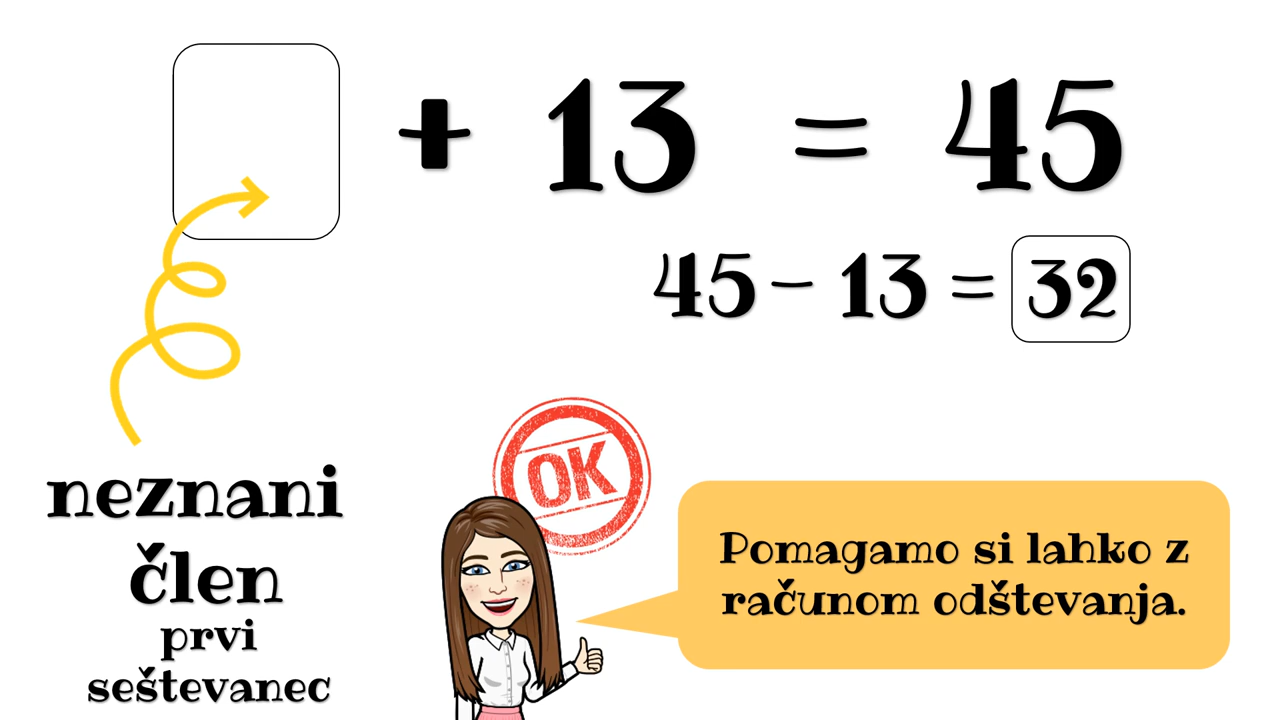 + 13 = 45
45 – 13 = 32
OK
neznani
člen
prvi
seštevanec
Pomagamo si lahko z
računom odštevanja.